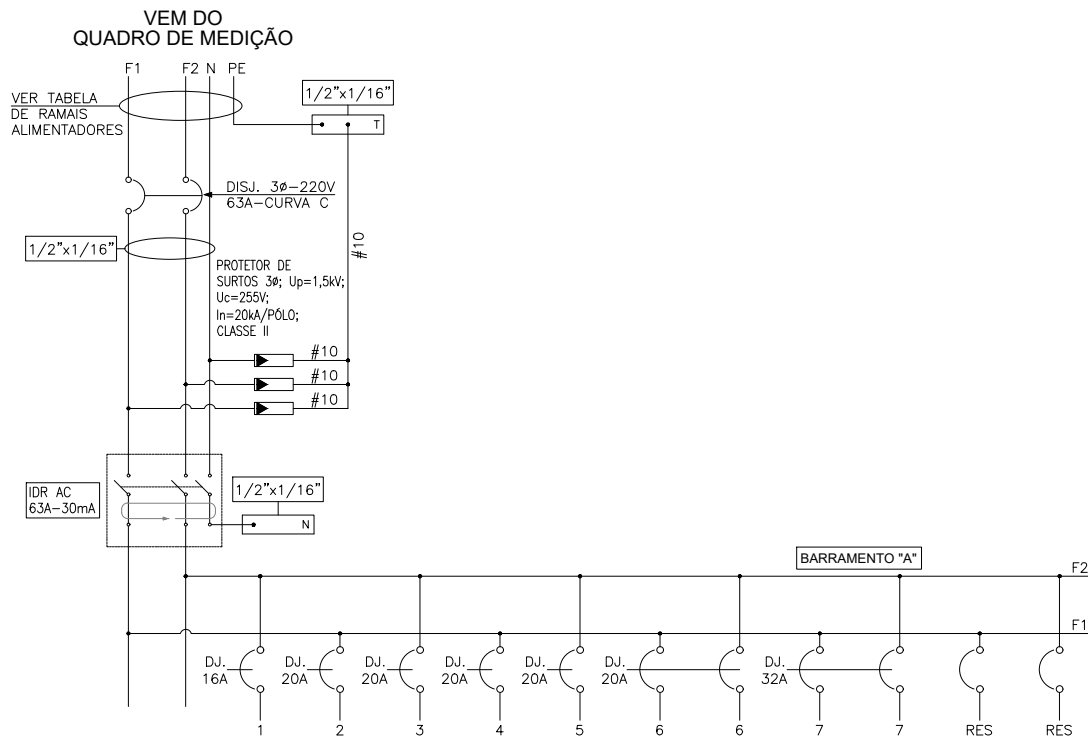 VEM DO
QUADRO DE MEDIÇÃO
F1 F2 N PE
VER TABELA
DE RAMAIS
ALIMENTADORES
1/2"x1/16"
T
DISJ. 3ø-220V
63A-CURVA C
1/2"x1/16"
#10
PROTETOR DE
SURTOS 3ø; Up=1,5kV;
Uc=255V;
In=20kA/PÓLO;
CLASSE II
#10
#10
#10
IDR AC
63A-30mA
1/2"x1/16"
N
BARRAMENTO "A"
F2
F1
DJ.
16A
DJ.
20A
DJ.
20A
DJ.
20A
DJ.
20A
DJ.
20A
DJ.
32A
1 2 3 4 5 6 6 7 7 RES RES